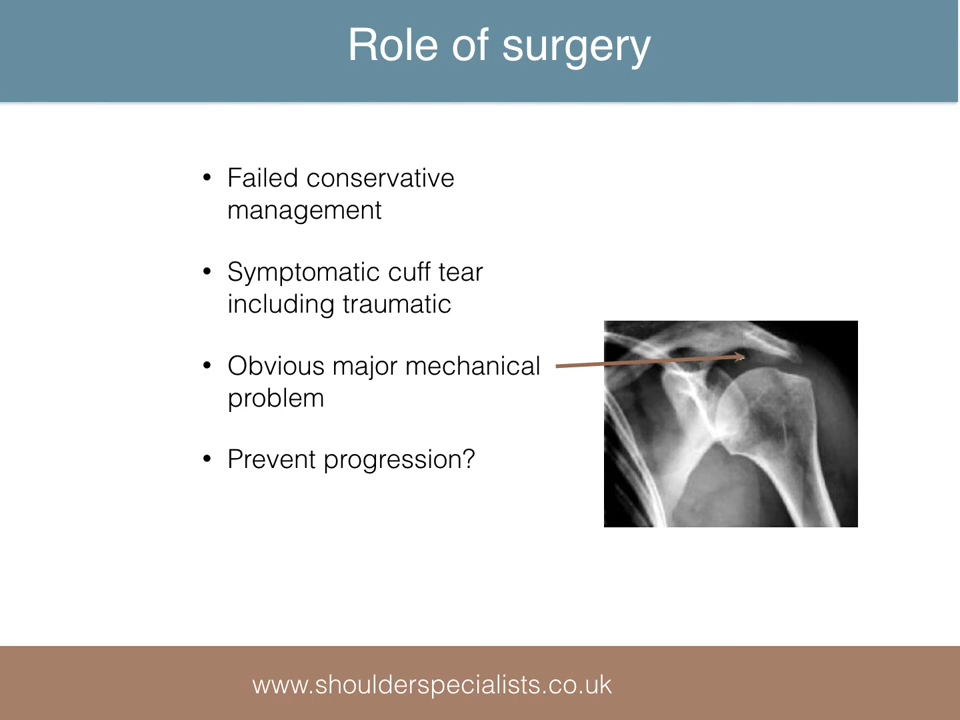 Role of surgery
• Failed conservative
management
• Symptomatic cuff tear
including traumatic
• Obvious major mechanical
problem
• Prevent progression?
www.shoulderspecialists.co.uk